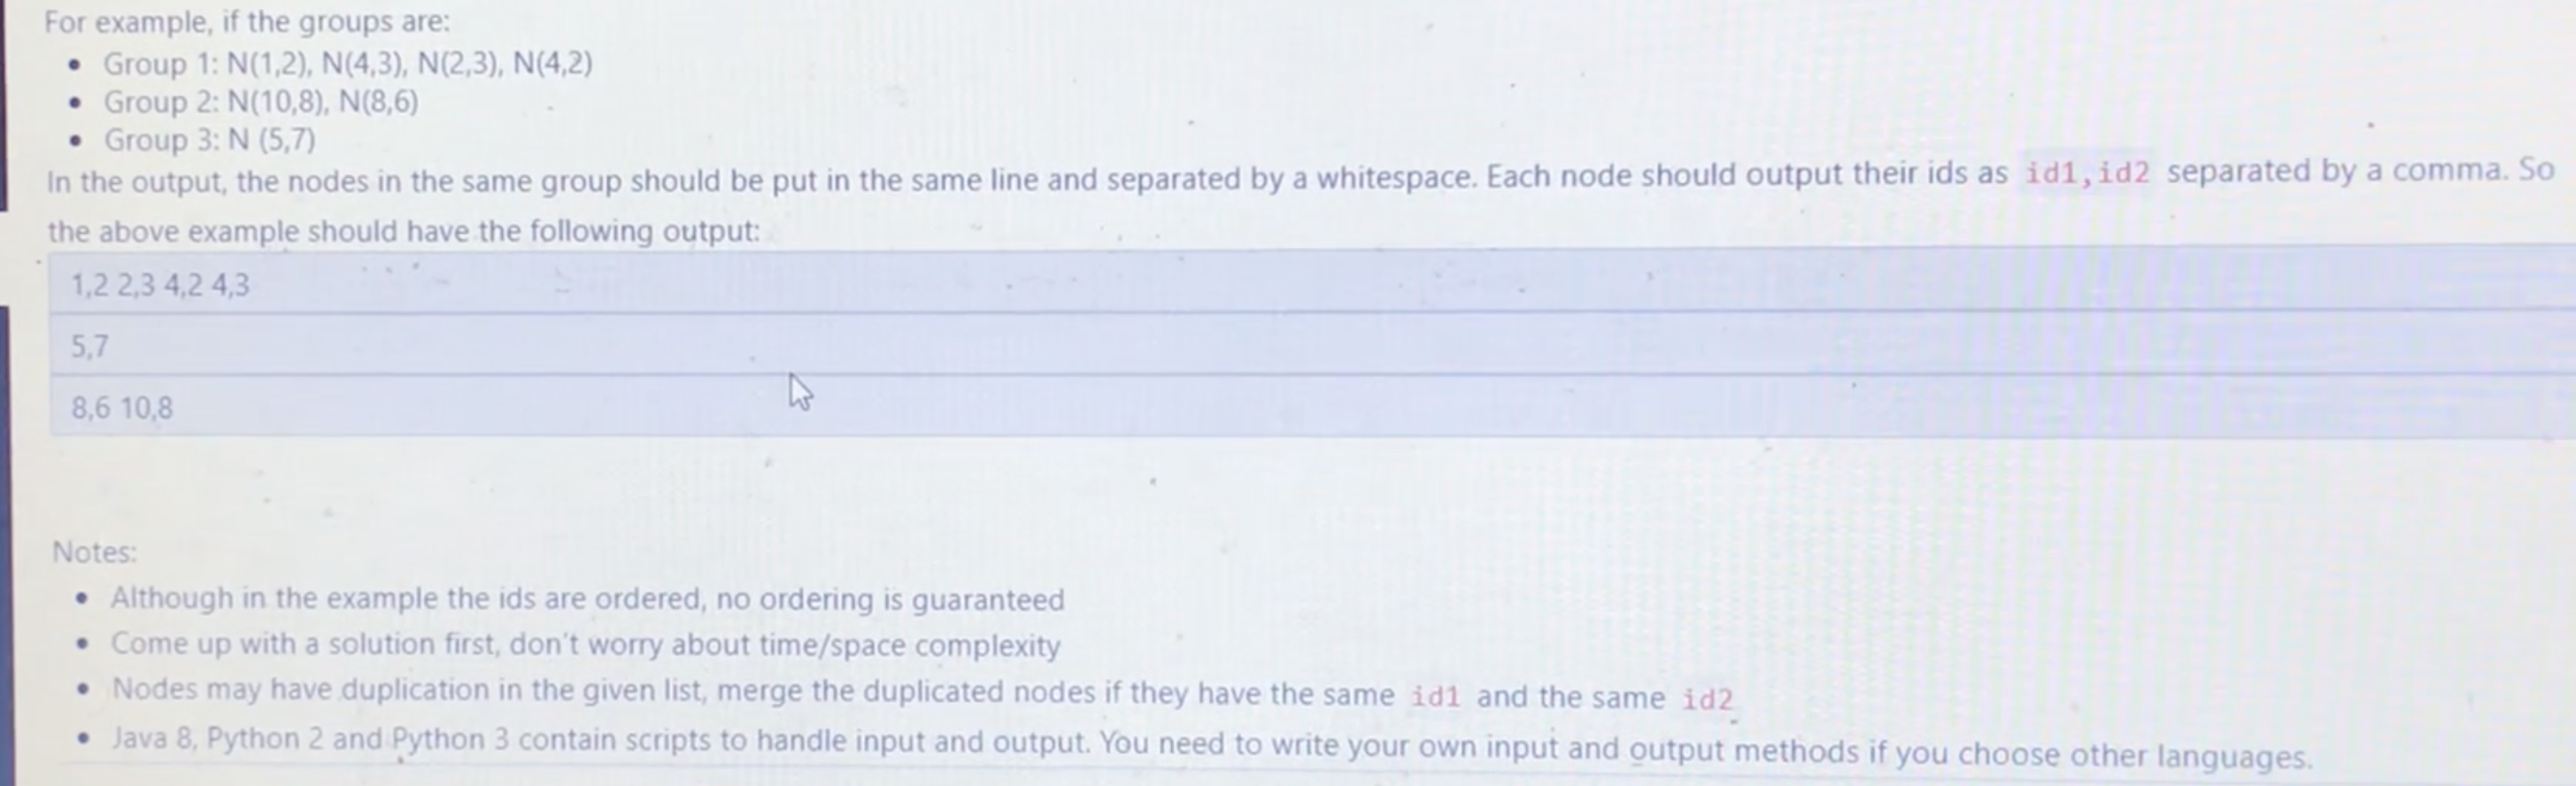 For example, if the groups are:
• Group 1: N(1,2), N(4,3), N(2,3), N(4,2)
• Group 2: N(10,8), N(8,6)
• Group 3: N (5,7)
In the output, the nodes in the same group should be put in the same line and separated by a whitespace. Each node should output their ids as id1,id2 separated by a comma. So
the above example should have the following output:
1,2 2,3 4,2 4,3
5,7
8,6 10,8
Notes:
• Although in the example the ids are ordered, no ordering is guaranteed
• Come up with a solution first, don't worry about time/space complexity
• Nodes may have duplication in the given list, merge the duplicated nodes if they have the same id1 and the same id2
• Java 8, Python 2 and Python 3 contain scripts to handle input and output. You need to write your own input and output methods if you choose other languages.